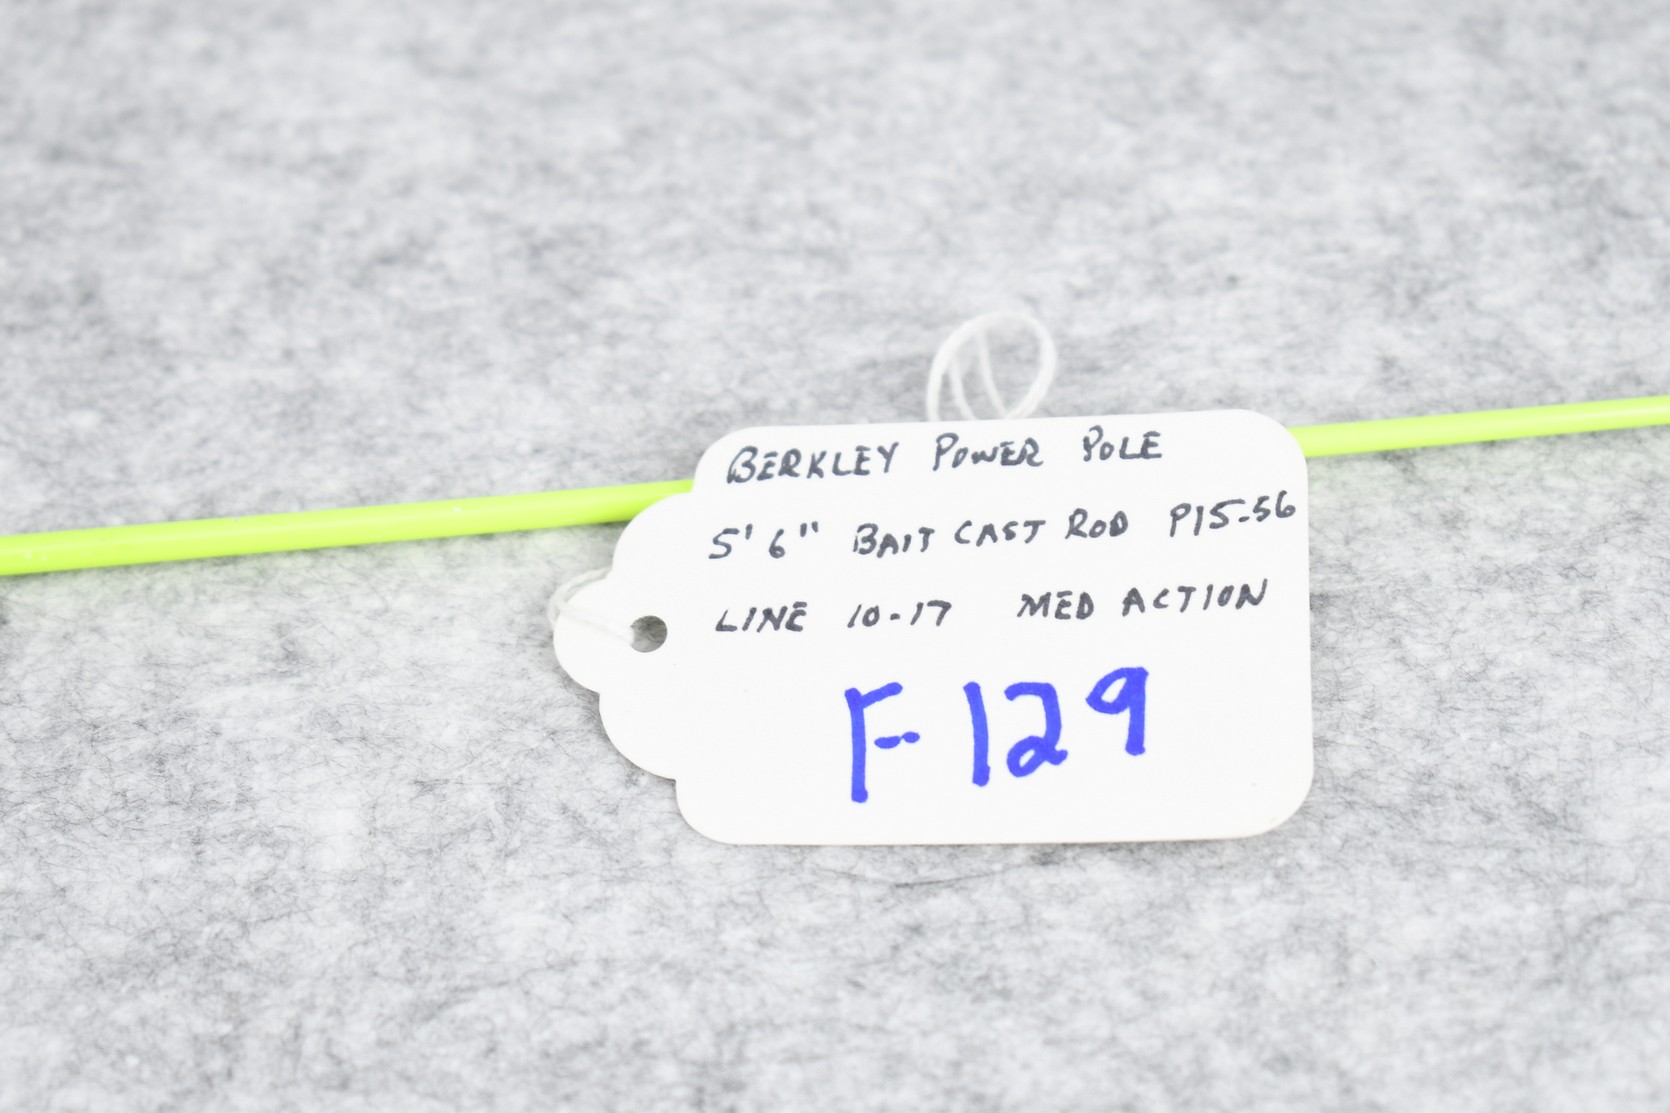 BERKLEY POWER POLE
5' 6" BAIT CAST ROD P15-56
LINE 10-17 MED ACTION
F-129